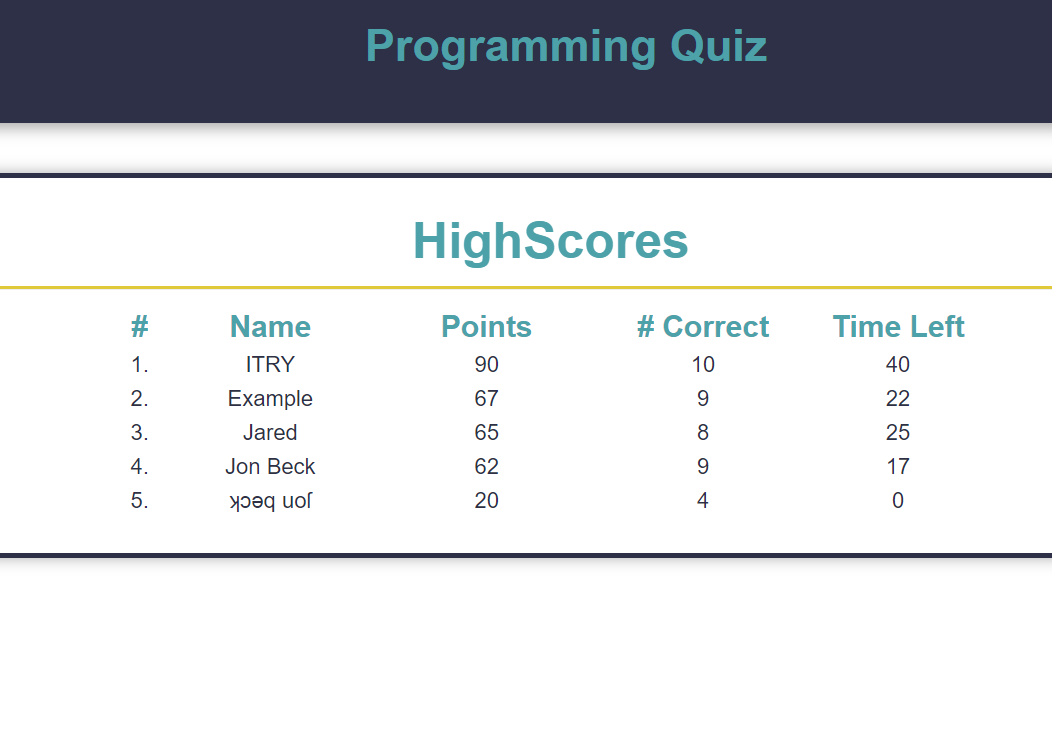 Programming Quiz
HighScores
# Name Points # Correct Time Left
1. ITRY 90 10 40
2. Example 67 9 22
3. Jared 65 8 25
4. Jon Beck 62 9 17
5. ʞɔǝq uoſ 20 4 0